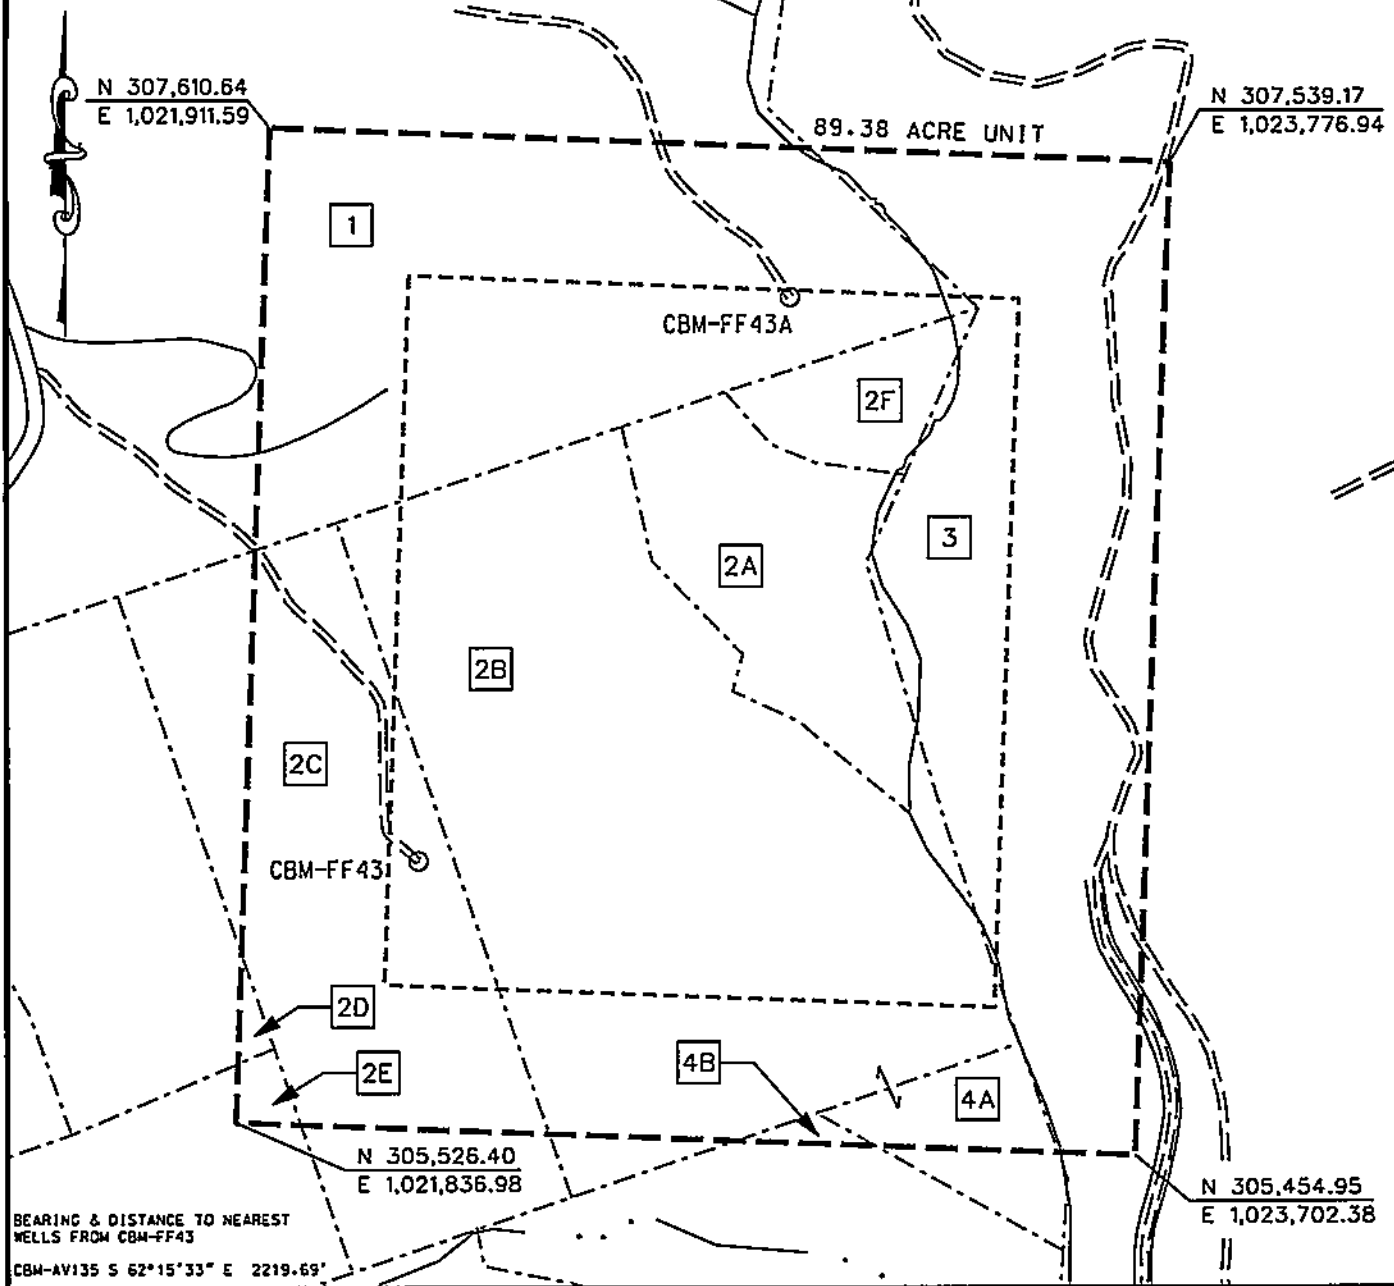 N 307,610.64
E 1,021,911.59
N 307,539.17
E 1,023,776.94
89.38 ACRE UNIT
1
CBM-FF43A
2F
3
2A
2B
2C
CBM-FF43
2D
2E
4B
4A
N 305,526.40
E 1,021,836.98
N 305,454.95
E 1,023,702.38
BEARING & DISTANCE TO NEAREST
WELLS FROM CBM-FF43
CBM-AV135 S 62°15'33" E 2219.69'